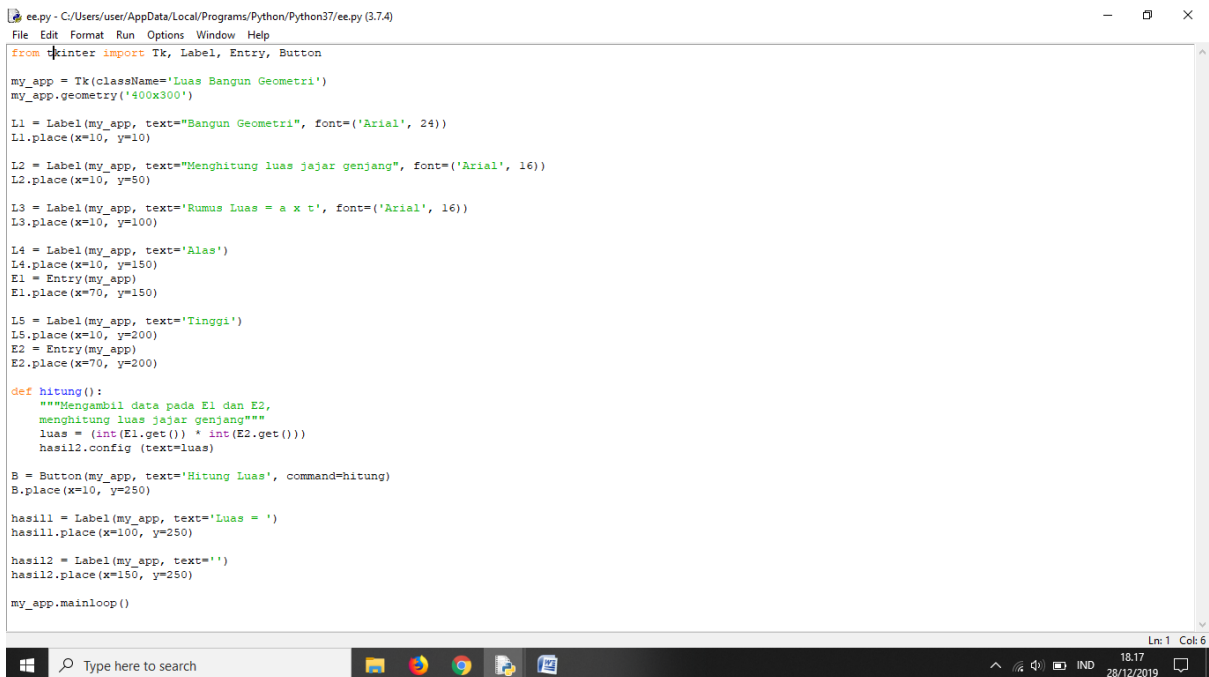 ee.py - C:/Users/user/AppData/Local/Programs/Python/Python37/ee.py (3.7.4)
File Edit Format Run Options Window Help
from tkinter import Tk, Label, Entry, Button
my_app = Tk(className='Luas Bangun Geometri')
my_app.geometry('400x300')
L1 = Label(my_app, text="Bangun Geometri", font=('Arial', 24))
L1.place(x=10, y=10)
L2 = Label(my_app, text="Menghitung luas jajar genjang", font=('Arial', 16))
L2.place(x=10, y=50)
L3 = Label(my_app, text='Rumus Luas = a x t', font=('Arial', 16))
L3.place(x=10, y=100)
L4 = Label(my_app, text='Alas')
L4.place(x=10, y=150)
E1 = Entry(my_app)
E1.place(x=70, y=150)
L5 = Label(my_app, text='Tinggi')
L5.place(x=10, y=200)
E2 = Entry(my_app)
E2.place(x=70, y=200)
def hitung():
    """Mengambil data pada E1 dan E2,
    menghitung luas jajar genjang"""
    luas = (int(E1.get()) * int(E2.get()))
    hasil2.config (text=luas)
B = Button(my_app, text='Hitung Luas', command=hitung)
B.place(x=10, y=250)
hasil1 = Label(my_app, text='Luas = ')
hasil1.place(x=100, y=250)
hasil2 = Label(my_app, text='')
hasil2.place(x=150, y=250)
my_app.mainloop()
Ln: 1 Col: 6
Type here to search
IND
18.17
28/12/2019